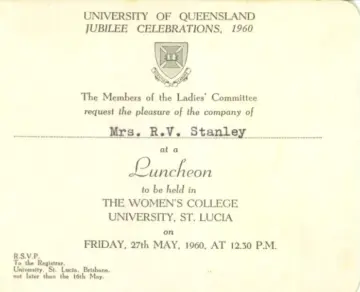 UNIVERSITY OF QUEENSLAND
JUBILEE CELEBRATIONS, 1960
The Members of the Ladies' Committee
request the pleasure of the company of
Mrs. R.V. Stanley
at a
Luncheon
to be held in
THE WOMEN'S COLLEGE
UNIVERSITY, ST. LUCIA
on
FRIDAY, 27th MAY, 1960, AT 12.30 P.M.
R.S.V.P.
To the Registrar,
University, St. Lucia, Brisbane,
not later than the 16th May.